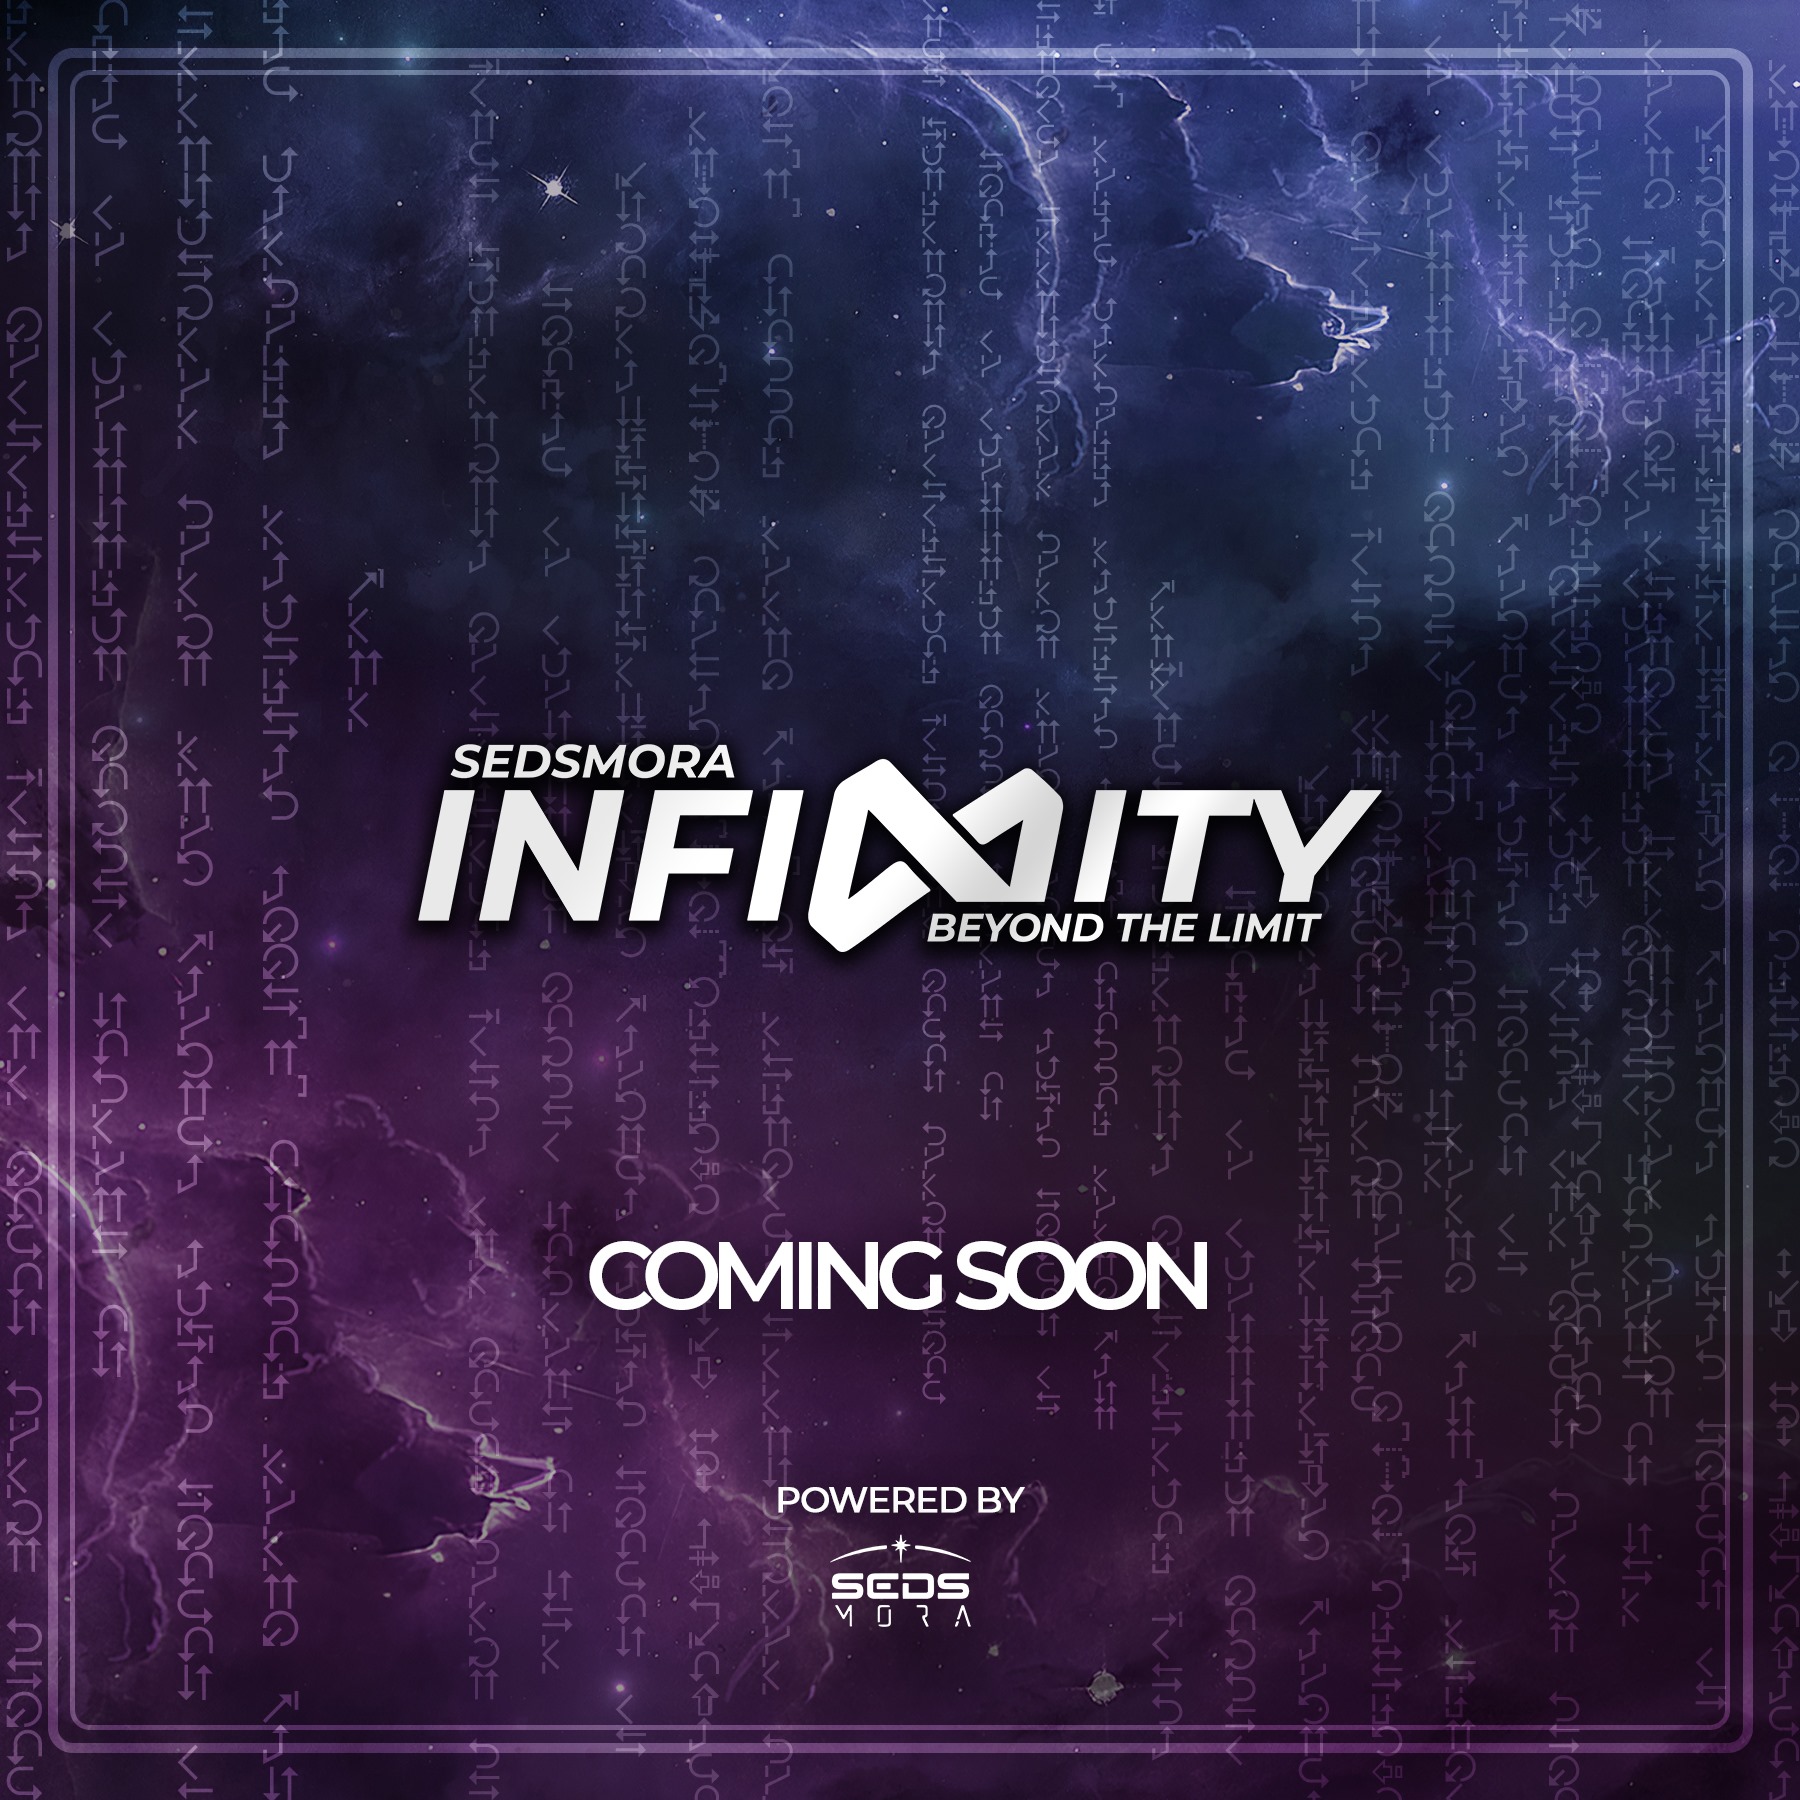 SEDSMORA
INFINITY
BEYOND THE LIMIT
COMING SOON
POWERED BY
SEDS
MORA